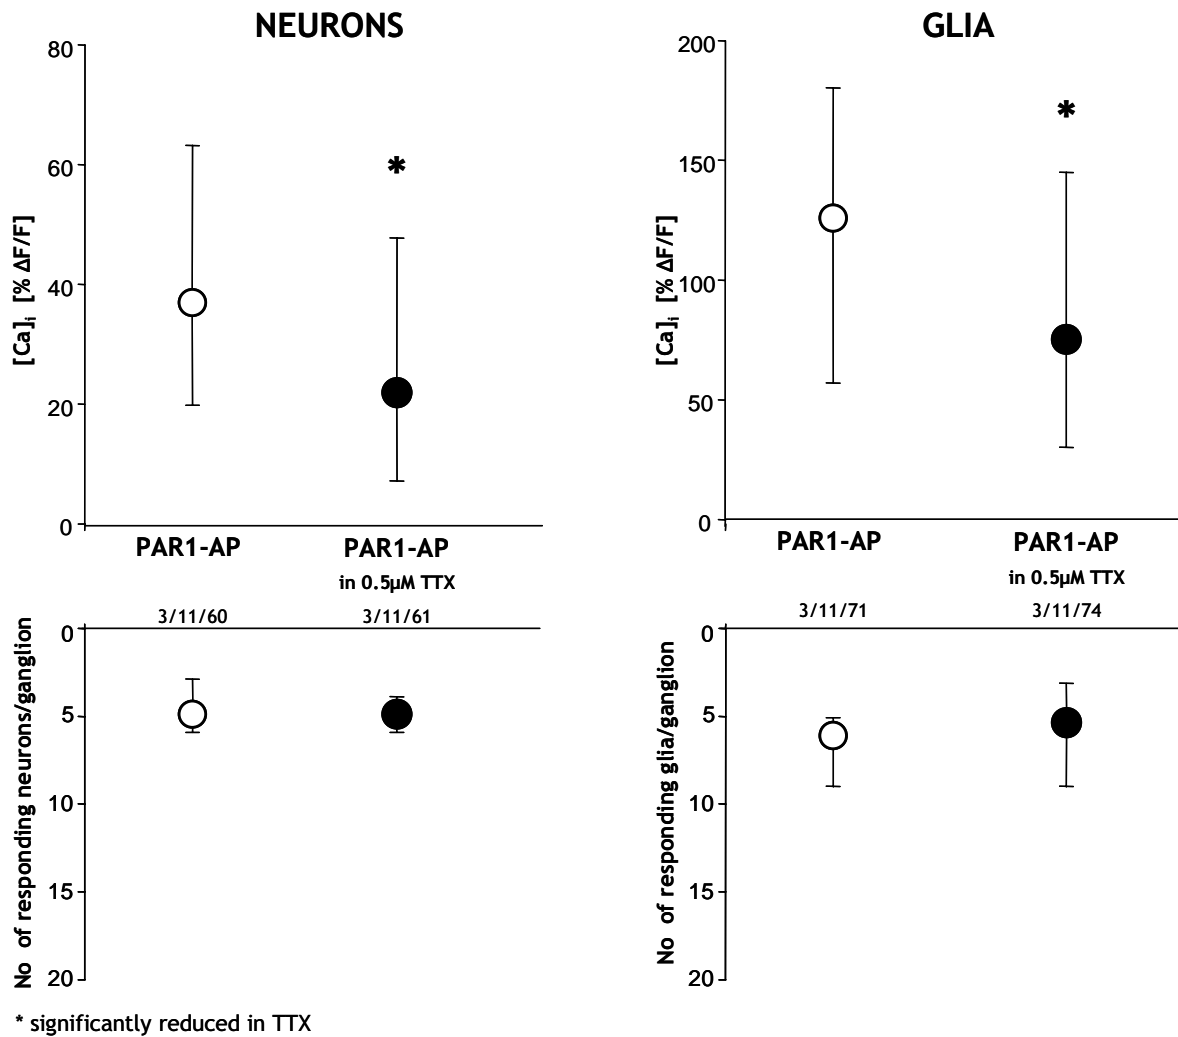 NEURONS
80
60
40
20
0
[Ca]i [% ΔF/F]
*
PAR1-AP
PAR1-AP
in 0.5µM TTX
3/11/60
3/11/61
0
5
10
15
20
No of responding neurons/ganglion
GLIA
200
150
100
50
0
[Ca]i [% ΔF/F]
*
PAR1-AP
PAR1-AP
in 0.5µM TTX
3/11/71
3/11/74
0
5
10
15
20
No of responding glia/ganglion
* significantly reduced in TTX